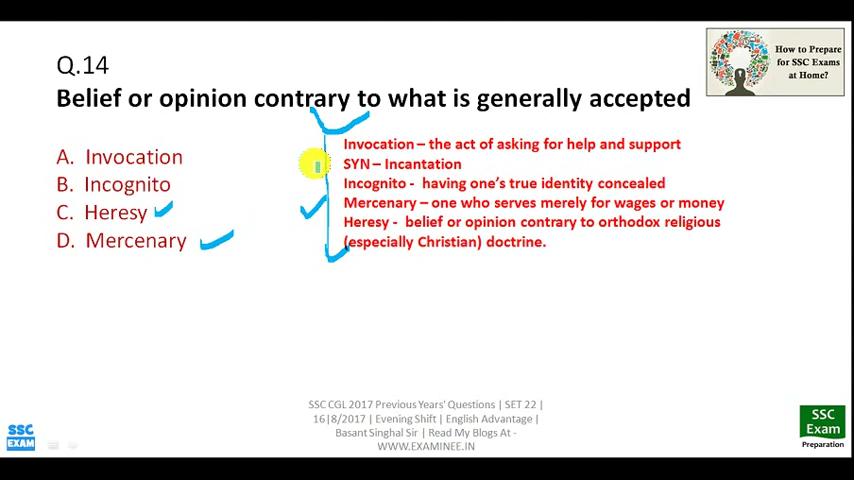 Q.14
Belief or opinion contrary to what is generally accepted
How to Prepare
for SSC Exams
at Home?
A. Invocation
B. Incognito
C. Heresy
D. Mercenary
Invocation – the act of asking for help and support
SYN – Incantation
Incognito - having one's true identity concealed
Mercenary – one who serves merely for wages or money
Heresy - belief or opinion contrary to orthodox religious
(especially Christian) doctrine.
SSC CGL 2017 Previous Years' Questions | SET 22 |
16|8/2017 | Evening Shift | English Advantage |
Basant Singhal Sir | Read My Blogs At -
WWW.EXAMINEE.IN
SSC
EXAM
SSC
Exam
Preparation